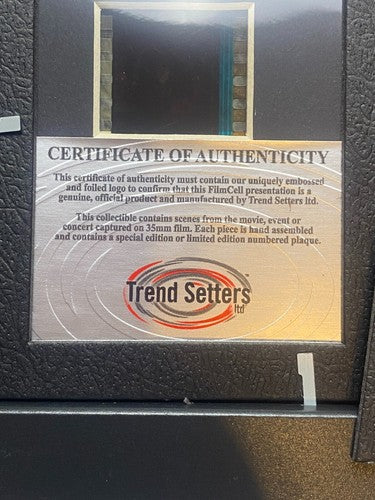 CERTIFICATE OF AUTHENTICITY
This certificate of authenticity must contain our uniquely embossed
and foiled logo to confirm that this FilmCell presentation is a
genuine, official product and manufactured by Trend Setters ltd.
This collectible contains scenes from the movie, event or
concert captured on 35mm film. Each piece is hand assembled
and contains a special edition or limited edition numbered plaque.
Trend Setters
ltd